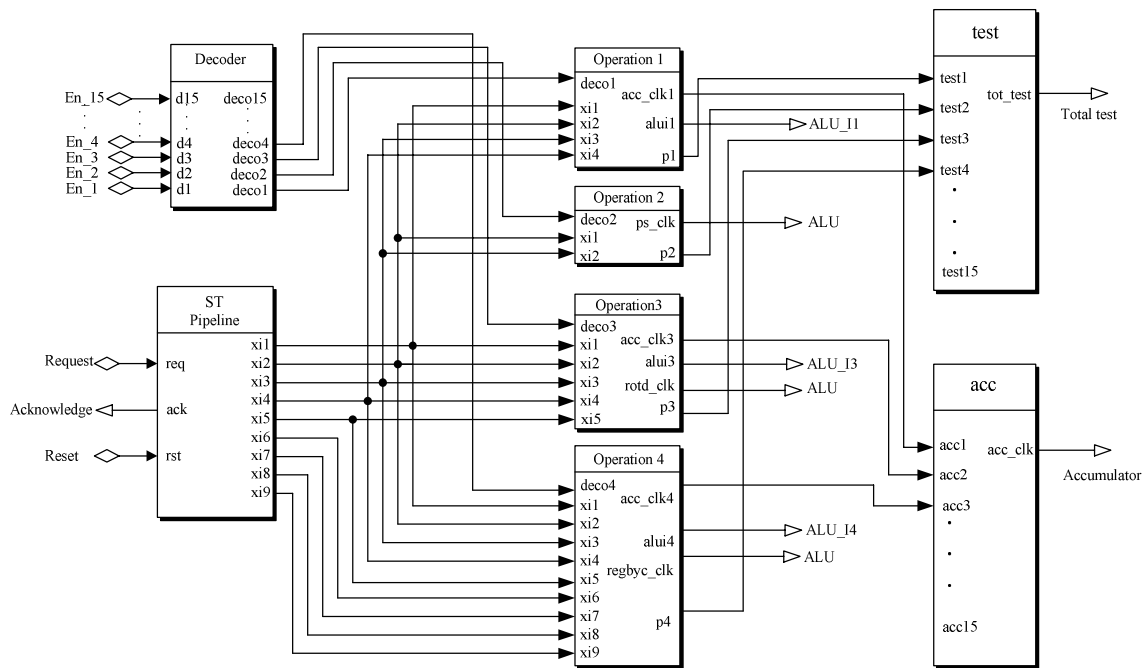 Decoder
En_15
En_4
En_3
En_2
En_1
d15
d4
d3
d2
d1
deco15
deco4
deco3
deco2
deco1
ST
Pipeline
Request
Acknowledge
Reset
req
ack
rst
xi1
xi2
xi3
xi4
xi5
xi6
xi7
xi8
xi9
Operation 1
deco1
xi1
xi2
xi3
xi4
acc_clk1
alui1
p1
ALU_I1
Operation 2
deco2
xi1
xi2
ps_clk
p2
ALU
Operation3
deco3
xi1
xi2
xi3
xi4
xi5
acc_clk3
alui3
rotd_clk
p3
ALU_I3
ALU
Operation 4
deco4
xi1
xi2
xi3
xi4
xi5
xi6
xi7
xi8
xi9
acc_clk4
alui4
regbyc_clk
p4
ALU_I4
ALU
test
test1
test2
test3
test4
test15
tot_test
Total test
acc
acc1
acc2
acc3
acc15
acc_clk
Accumulator